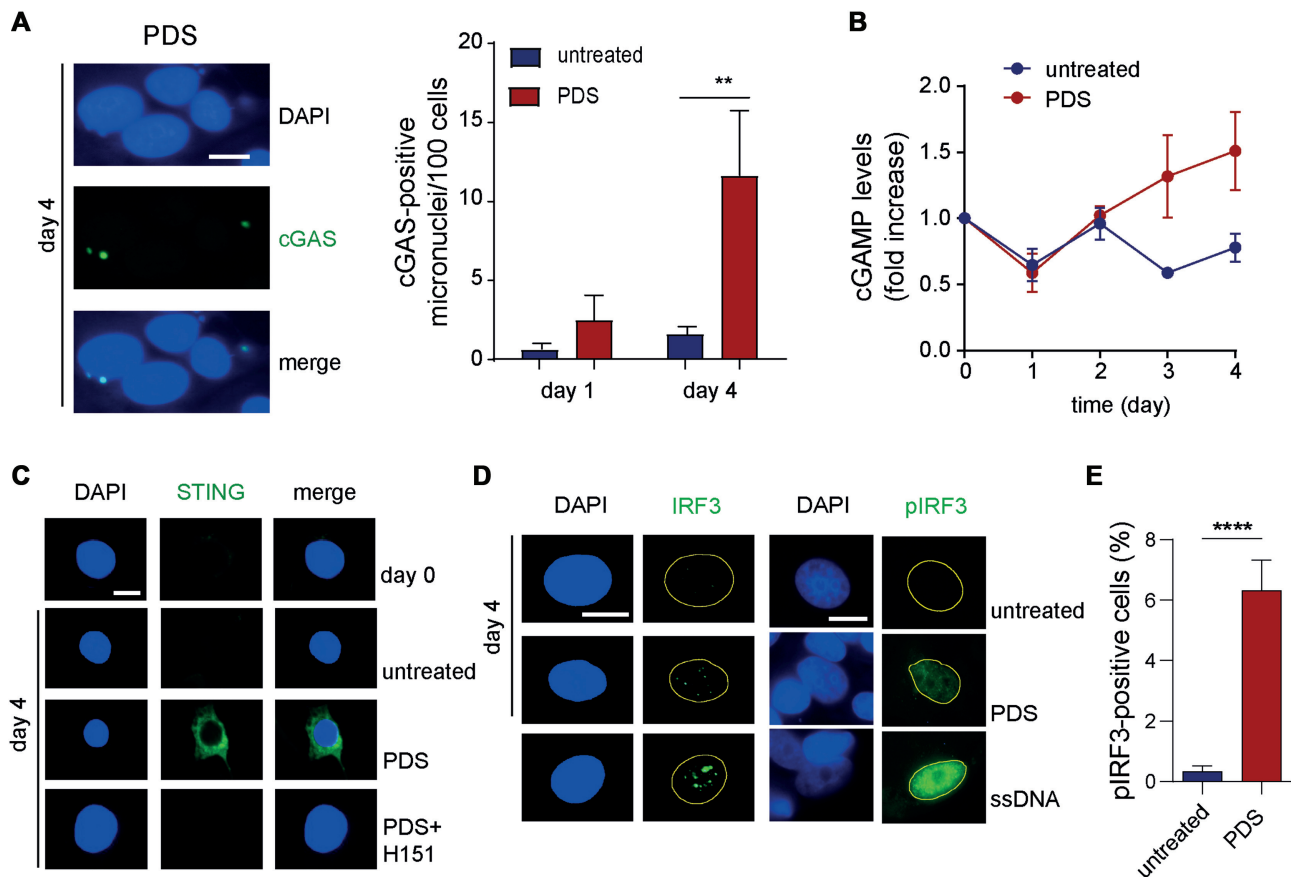 A
PDS
day 4
DAPI
cGAS
merge
cGAS-positive
micronuclei/100 cells
20
15
10
5
0
untreated
PDS
**
day 1
day 4
B
cGAMP levels
(fold increase)
2.0
1.5
1.0
0.5
0.0
untreated
PDS
0 1 2 3 4
time (day)
C
DAPI STING merge
day 0
day 4
untreated
PDS
PDS+
H151
D
DAPI IRF3 DAPI pIRF3
day 4
untreated
PDS
ssDNA
E
pIRF3-positive cells (%)
8
6
4
2
0
****
untreated
PDS